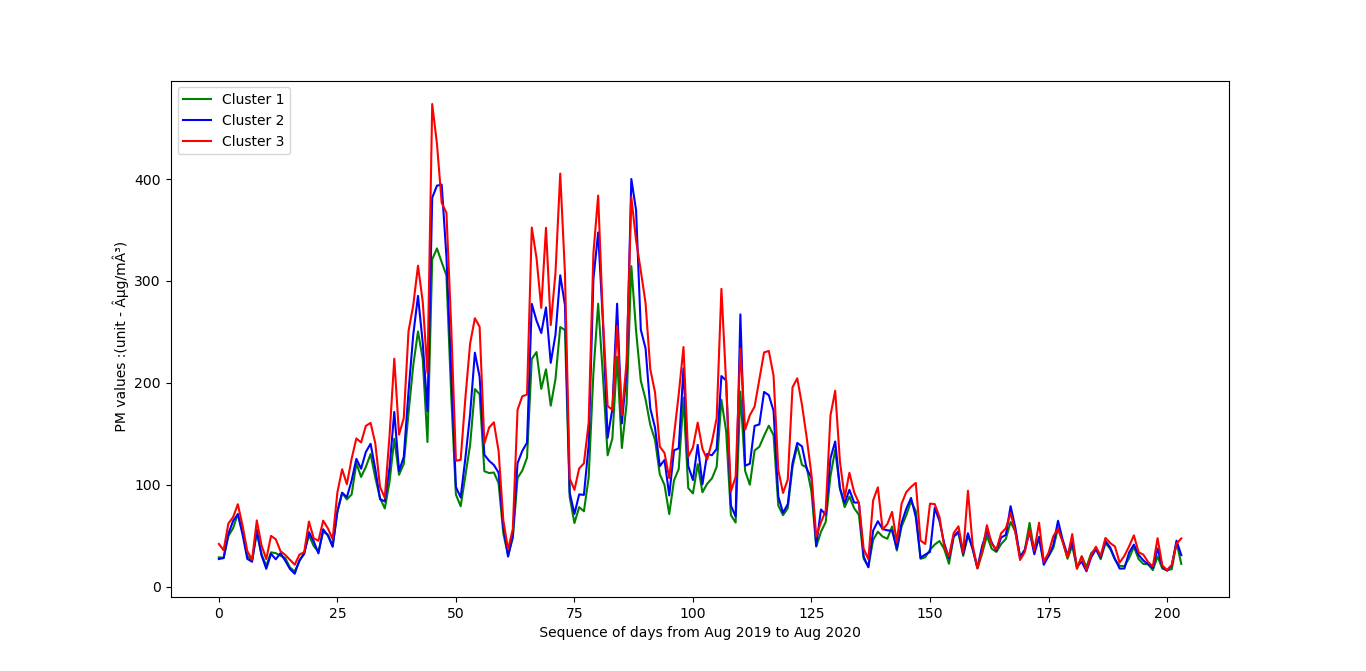 Cluster 1
Cluster 2
Cluster 3
400
300
200
100
0
PM values :(unit - Âµg/mÂ³)
0 25 50 75 100 125 150 175 200
Sequence of days from Aug 2019 to Aug 2020